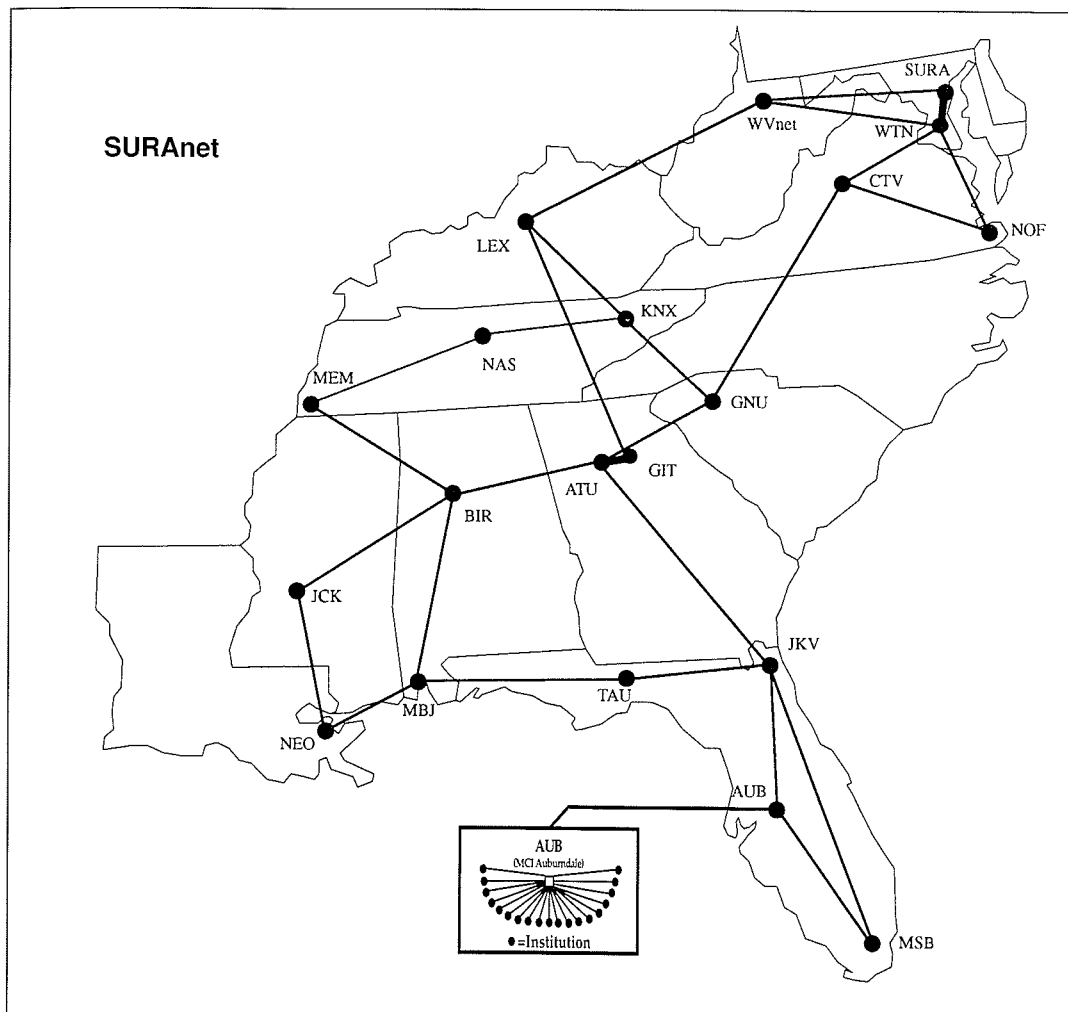 SURA
WVnet
WTN
SURAnet
CTV
NOF
LEX
KNX
NAS
MEM
GNU
GIT
ATU
BIR
JCK
JKV
TAU
MBJ
NEO
AUB
AUB
(MCI Auburndale)
=Institution
MSB